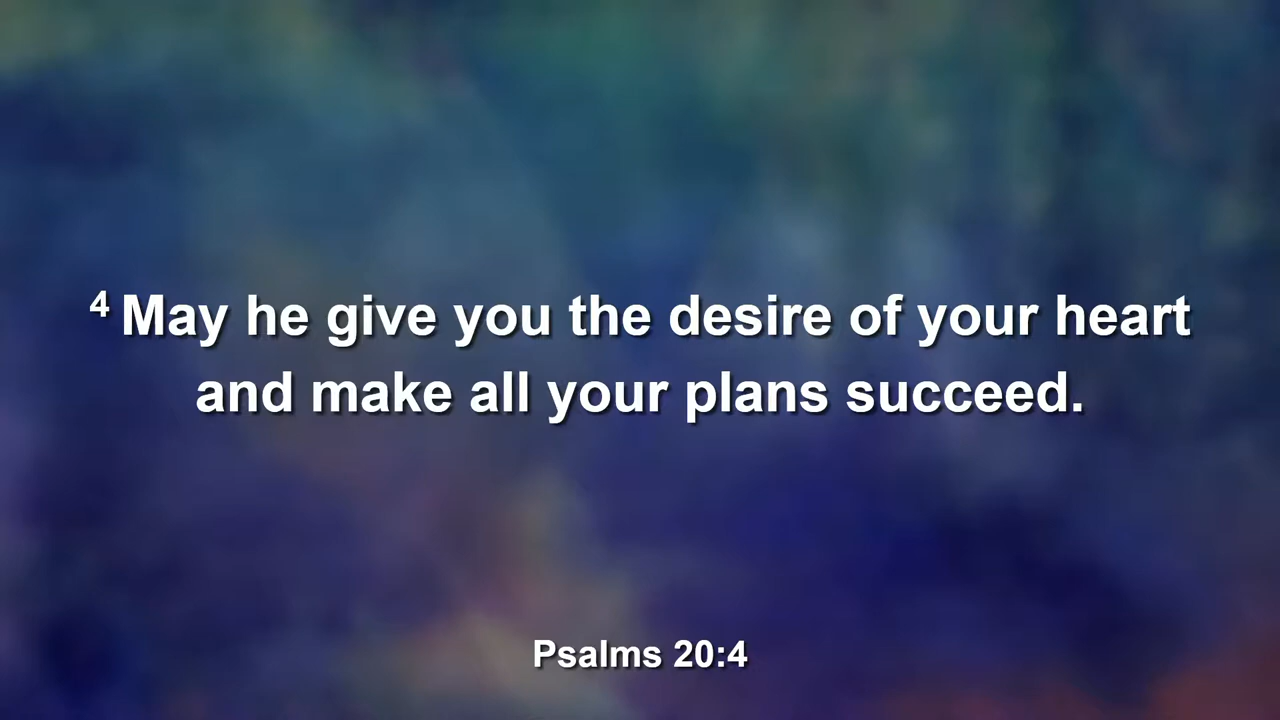 4 May he give you the desire of your heart
and make all your plans succeed.
Psalms 20:4